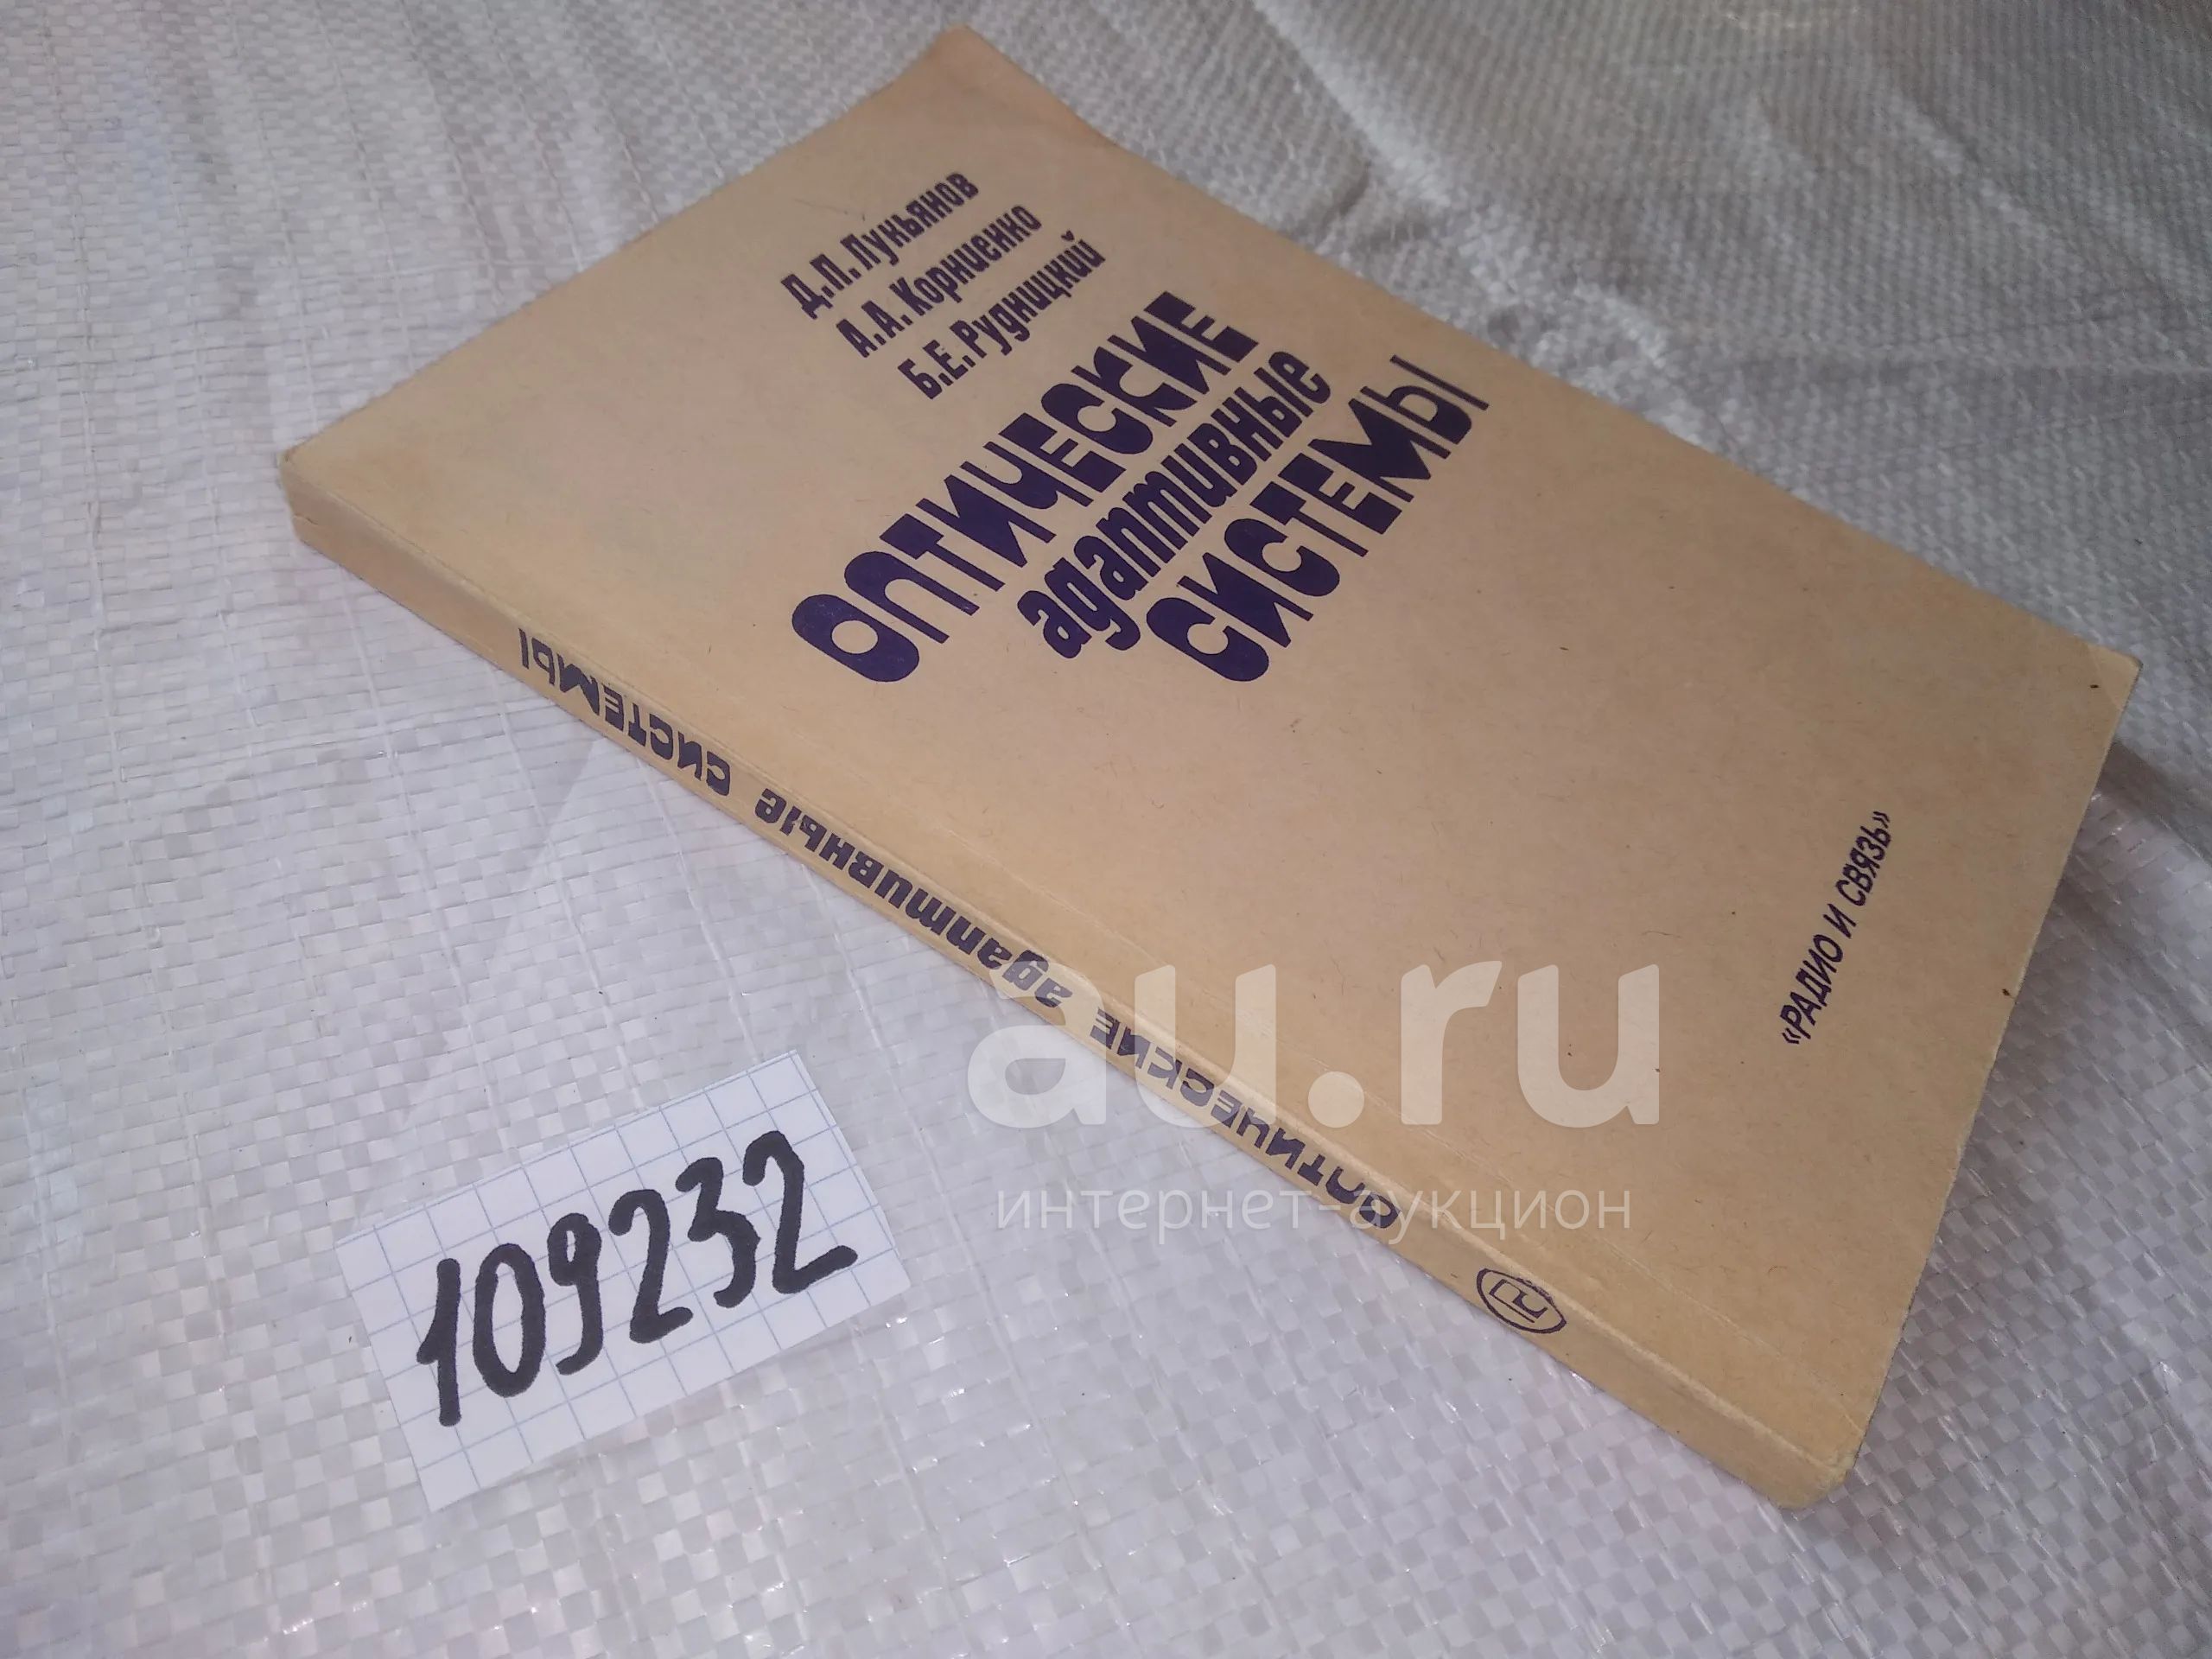 Д.П.Лукьянов
А.А.Корниенко
Б.Е.Рудницкий
ОПТИЧЕСКИЕ
адаптивные
СИСТЕМЫ
«РАДИО И СВЯЗЬ»
ОПТИЧЕСКИЕ адаптивные СИСТЕМЫ
109232
au.ru
интернет-аукцион